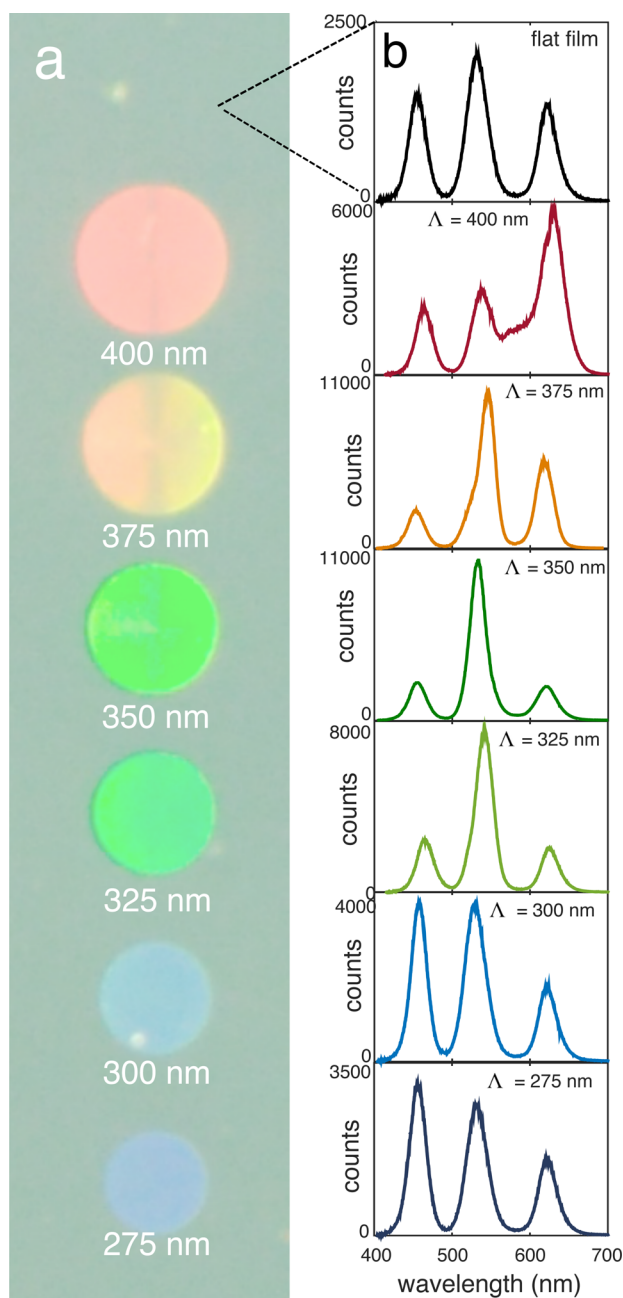 a
400 nm
375 nm
350 nm
325 nm
300 nm
275 nm
b
flat film
2500
counts
0
Λ = 400 nm
6000
counts
0
Λ = 375 nm
11000
counts
0
Λ = 350 nm
11000
counts
0
Λ = 325 nm
8000
counts
0
Λ = 300 nm
4000
counts
0
Λ = 275 nm
3500
counts
0
400 500 600 700
wavelength (nm)